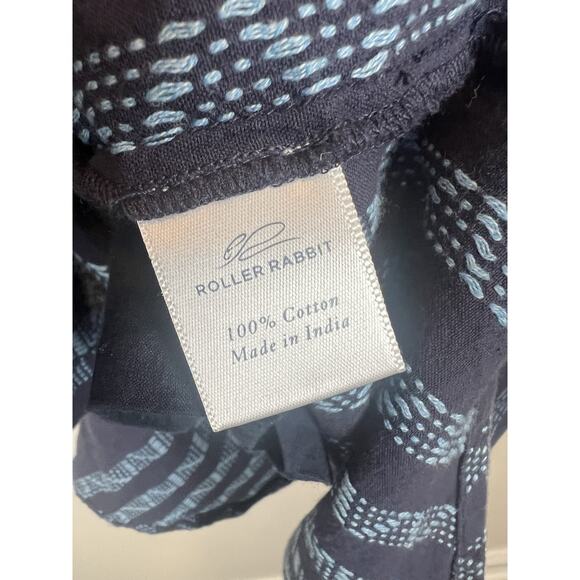 ROLLER RABBIT
100% Cotton
Made in India